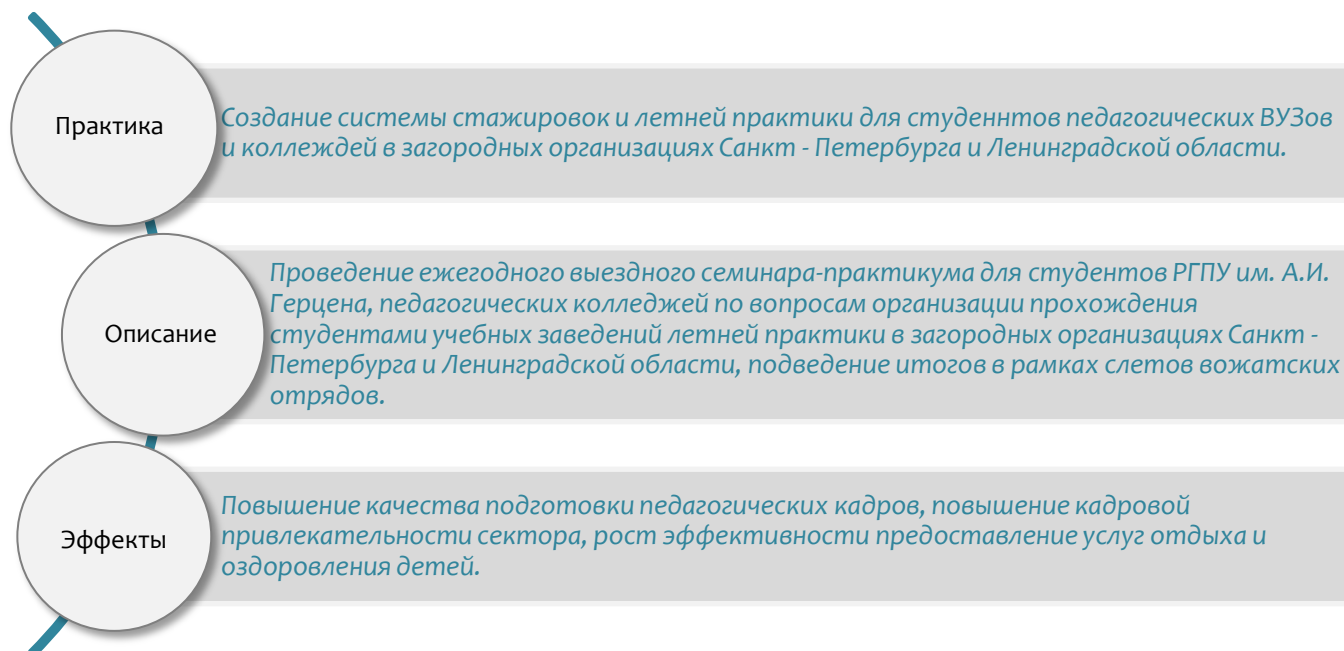 Практика
Создание системы стажировок и летней практики для студеннтов педагогических ВУЗов
и коллеждей в загородных организациях Санкт - Петербурга и Ленинградской области.
Описание
Проведение ежегодного выездного семинара-практикума для студентов РГПУ им. А.И.
Герцена, педагогических колледжей по вопросам организации прохождения
студентами учебных заведений летней практики в загородных организациях Санкт -
Петербурга и Ленинградской области, подведение итогов в рамках слетов вожатских
отрядов.
Эффекты
Повышение качества подготовки педагогических кадров, повышение кадровой
привлекательности сектора, рост эффективности предоставление услуг отдыха и
оздоровления детей.